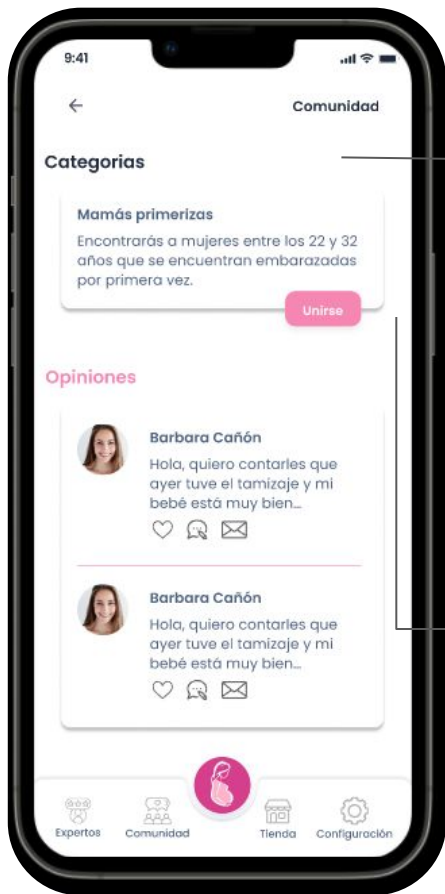 9:41
Comunidad
Categorias
Mamás primerizas
Encontrarás a mujeres entre los 22 y 32
años que se encuentran embarazadas
por primera vez.
Unirse
Opiniones
Barbara Cañón
Hola, quiero contarles que
ayer tuve el tamizaje y mi
bebé está muy bien...
Barbara Cañón
Hola, quiero contarles que
ayer tuve el tamizaje y mi
bebé está muy bien...
Expertos Comunidad Tienda Configuración